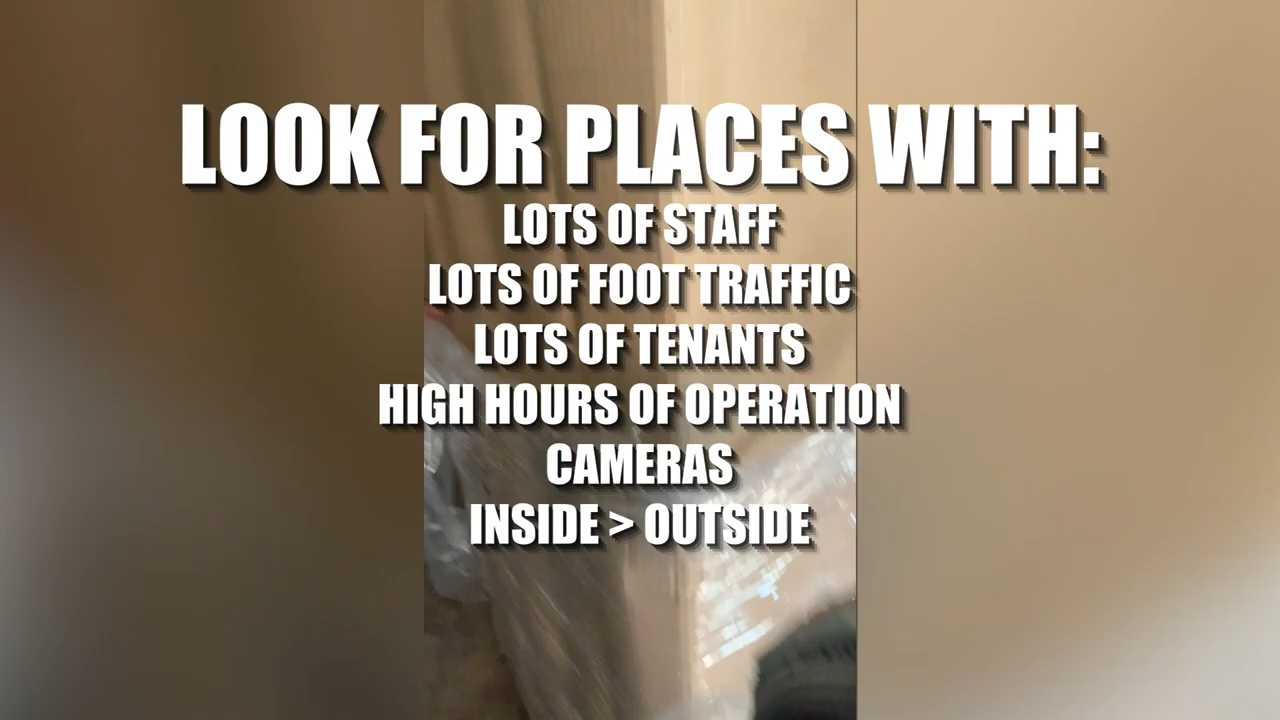 LOOK FOR PLACES WITH:
LOTS OF STAFF
LOTS OF FOOT TRAFFIC
LOTS OF TENANTS
HIGH HOURS OF OPERATION
CAMERAS
INSIDE > OUTSIDE